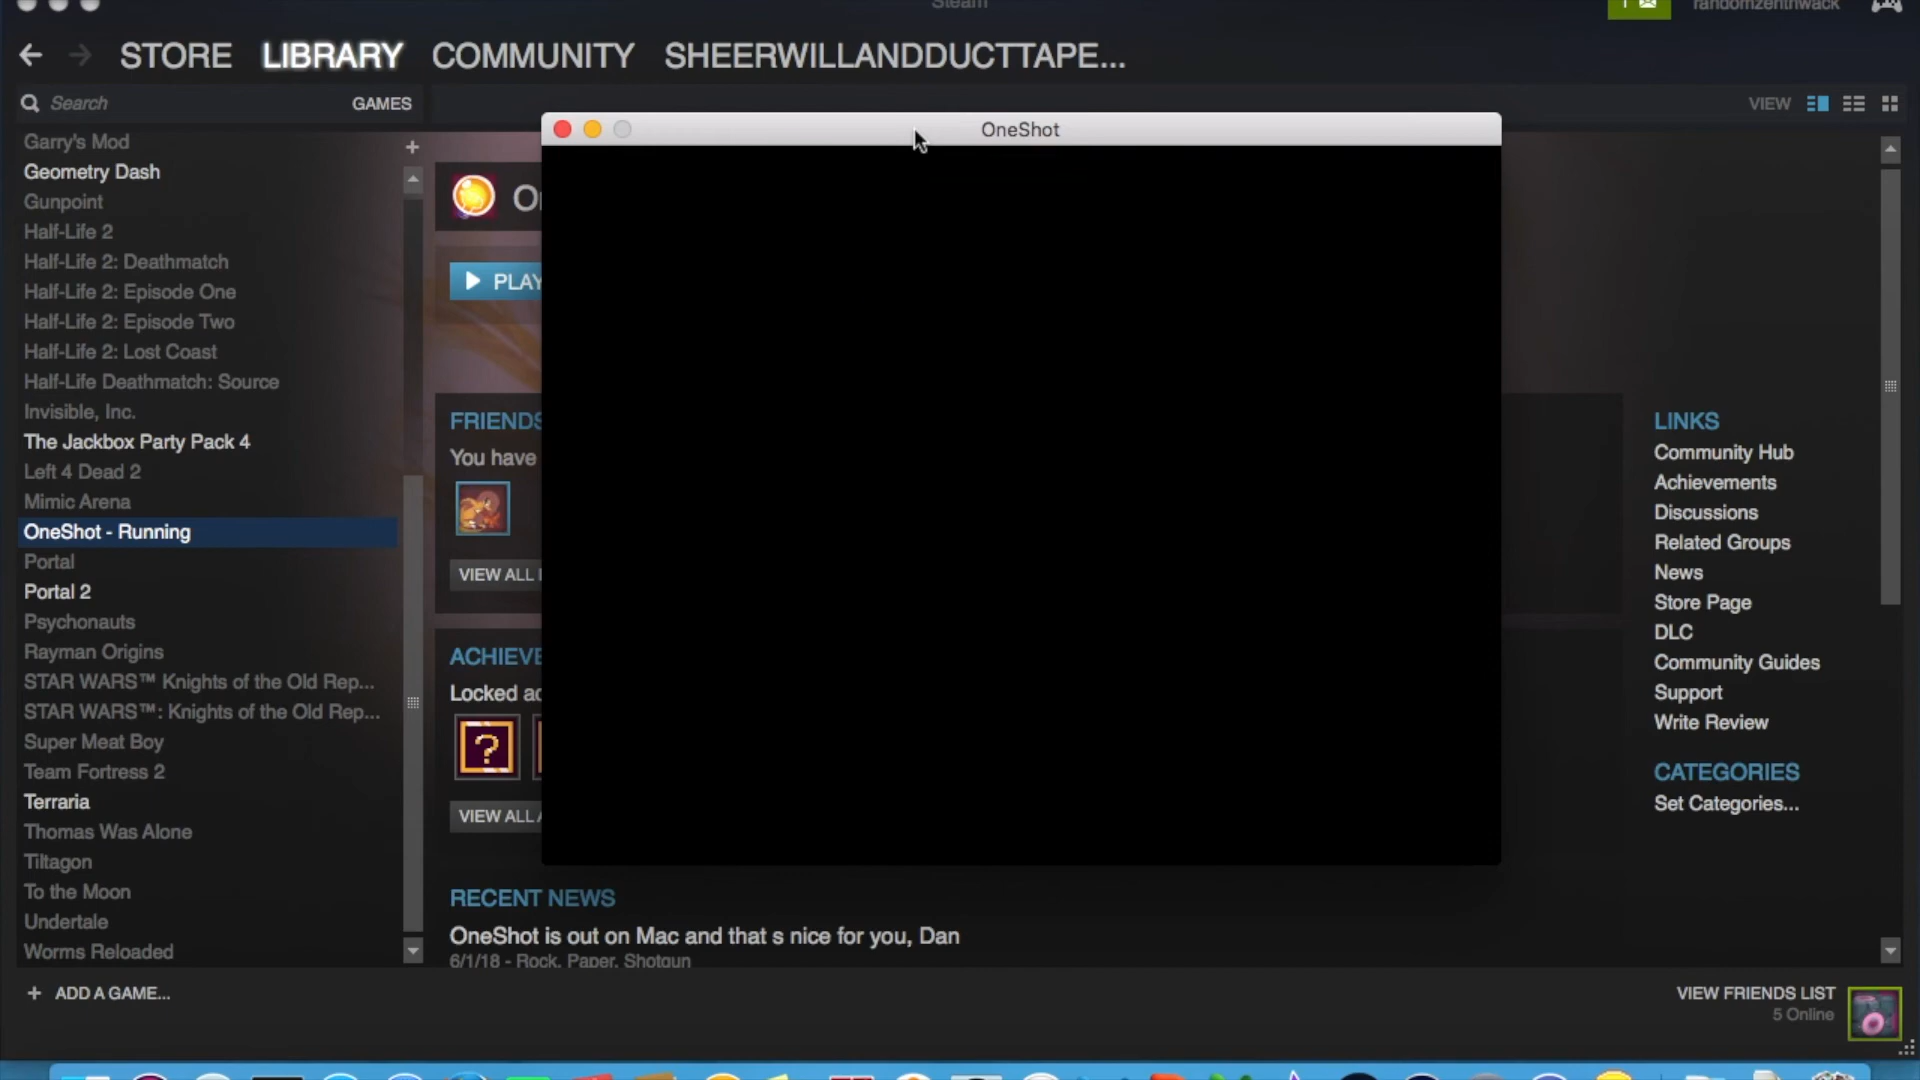 Steam
randomzenthwack
STORE LIBRARY COMMUNITY SHEERWILLANDDUCTTAPE...
Search
GAMES
VIEW
OneShot
Garry's Mod
Geometry Dash
Gunpoint
Half-Life 2
Half-Life 2: Deathmatch
Half-Life 2: Episode One
Half-Life 2: Episode Two
Half-Life 2: Lost Coast
Half-Life Deathmatch: Source
Invisible, Inc.
The Jackbox Party Pack 4
Left 4 Dead 2
Mimic Arena
OneShot - Running
Portal
Portal 2
Psychonauts
Rayman Origins
STAR WARS™ Knights of the Old Rep...
STAR WARS™: Knights of the Old Rep...
Super Meat Boy
Team Fortress 2
Terraria
Thomas Was Alone
Tiltagon
To the Moon
Undertale
Worms Reloaded
ADD A GAME...
PLAY
FRIENDS
You have
VIEW ALL
ACHIEVE
Locked ac
?
VIEW ALL
RECENT NEWS
OneShot is out on Mac and that s nice for you, Dan
6/1/18 - Rock, Paper, Shotgun
LINKS
Community Hub
Achievements
Discussions
Related Groups
News
Store Page
DLC
Community Guides
Support
Write Review
CATEGORIES
Set Categories...
VIEW FRIENDS LIST
5 Online